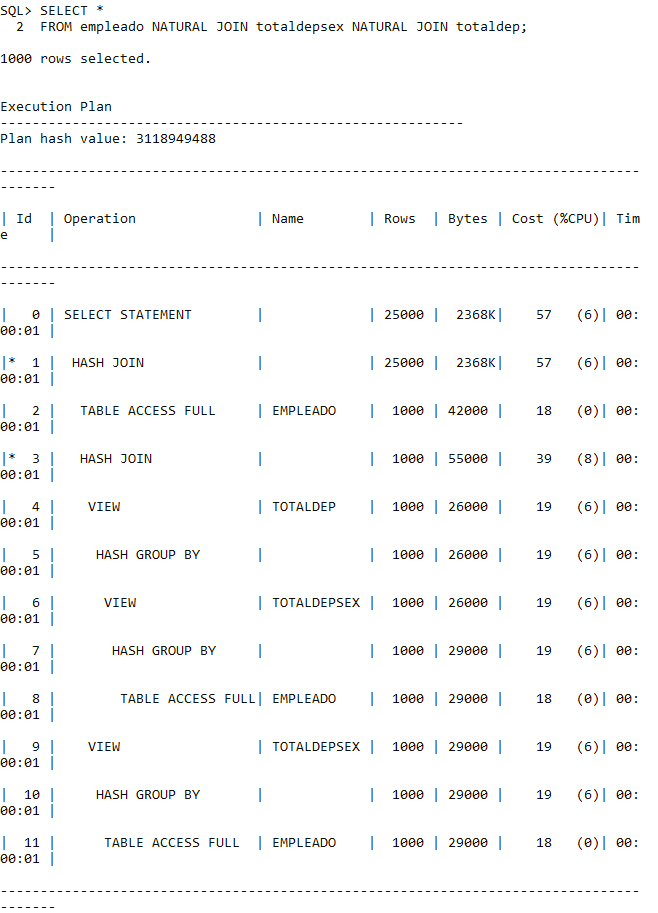 SQL> SELECT *
  2  FROM empleado NATURAL JOIN totaldepsex NATURAL JOIN totaldep;
1000 rows selected.
Execution Plan
----------------------------------------------------------
Plan hash value: 3118949488
--------------------------------------------------------------------------------
-------
| Id  | Operation               | Name        | Rows  | Bytes | Cost (%CPU)| Tim
e     |
--------------------------------------------------------------------------------
-------
|   0 | SELECT STATEMENT        |             | 25000 |  2368K|    57   (6)| 00:
00:01 |
|*  1 |  HASH JOIN              |             | 25000 |  2368K|    57   (6)| 00:
00:01 |
|   2 |   TABLE ACCESS FULL     | EMPLEADO    |  1000 | 42000 |    18   (0)| 00:
00:01 |
|*  3 |   HASH JOIN             |             |  1000 | 55000 |    39   (8)| 00:
00:01 |
|   4 |    VIEW                 | TOTALDEP    |  1000 | 26000 |    19   (6)| 00:
00:01 |
|   5 |     HASH GROUP BY       |             |  1000 | 26000 |    19   (6)| 00:
00:01 |
|   6 |      VIEW               | TOTALDEPSEX |  1000 | 26000 |    19   (6)| 00:
00:01 |
|   7 |       HASH GROUP BY     |             |  1000 | 29000 |    19   (6)| 00:
00:01 |
|   8 |        TABLE ACCESS FULL| EMPLEADO    |  1000 | 29000 |    18   (0)| 00:
00:01 |
|   9 |    VIEW                 | TOTALDEPSEX |  1000 | 29000 |    19   (6)| 00:
00:01 |
|  10 |     HASH GROUP BY       |             |  1000 | 29000 |    19   (6)| 00:
00:01 |
|  11 |      TABLE ACCESS FULL  | EMPLEADO    |  1000 | 29000 |    18   (0)| 00:
00:01 |
--------------------------------------------------------------------------------
-------